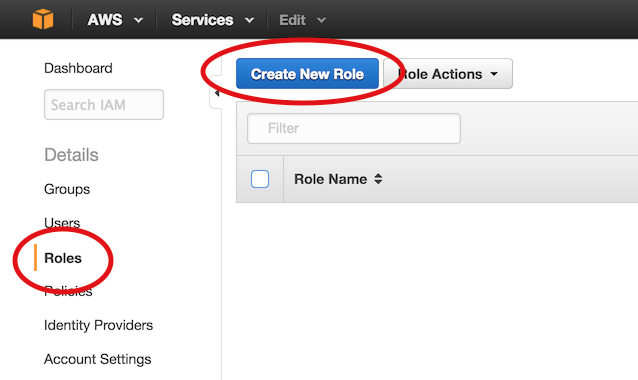 AWS Services Edit
Dashboard
Search IAM
Details
Groups
Users
Roles
Policies
Identity Providers
Account Settings
Create New Role Role Actions
Filter
Role Name